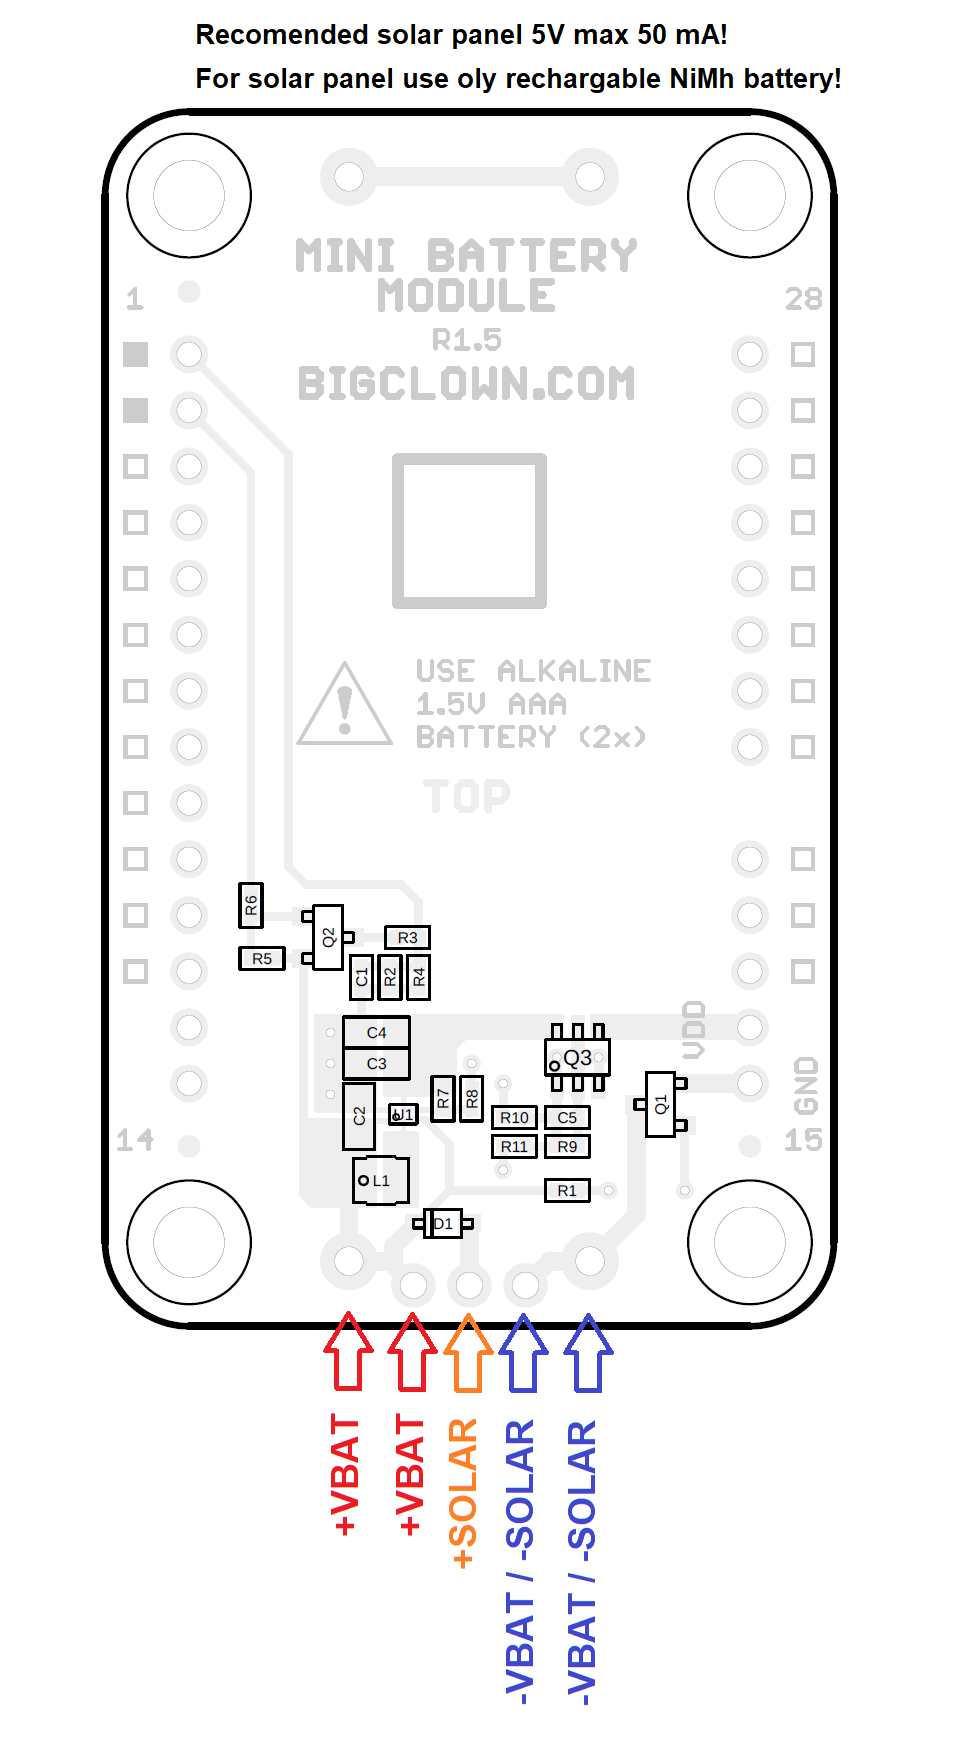 Recomended solar panel 5V max 50 mA!
For solar panel use oly rechargable NiMh battery!
MINI BATTERY
MODULE
1
28
R1.5
BIGCLOWN.COM
USE ALKALINE
1.5V AAA
BATTERY (2x)
TOP
R6
Q2
R3
R5
C1
R2
R4
VDD
C4
Q3
C3
GND
R7
R8
Q1
C2
U1
R10
C5
14
R11
R9
15
L1
R1
D1
+VBAT
+VBAT
+SOLAR
-VBAT / -SOLAR
-VBAT / -SOLAR